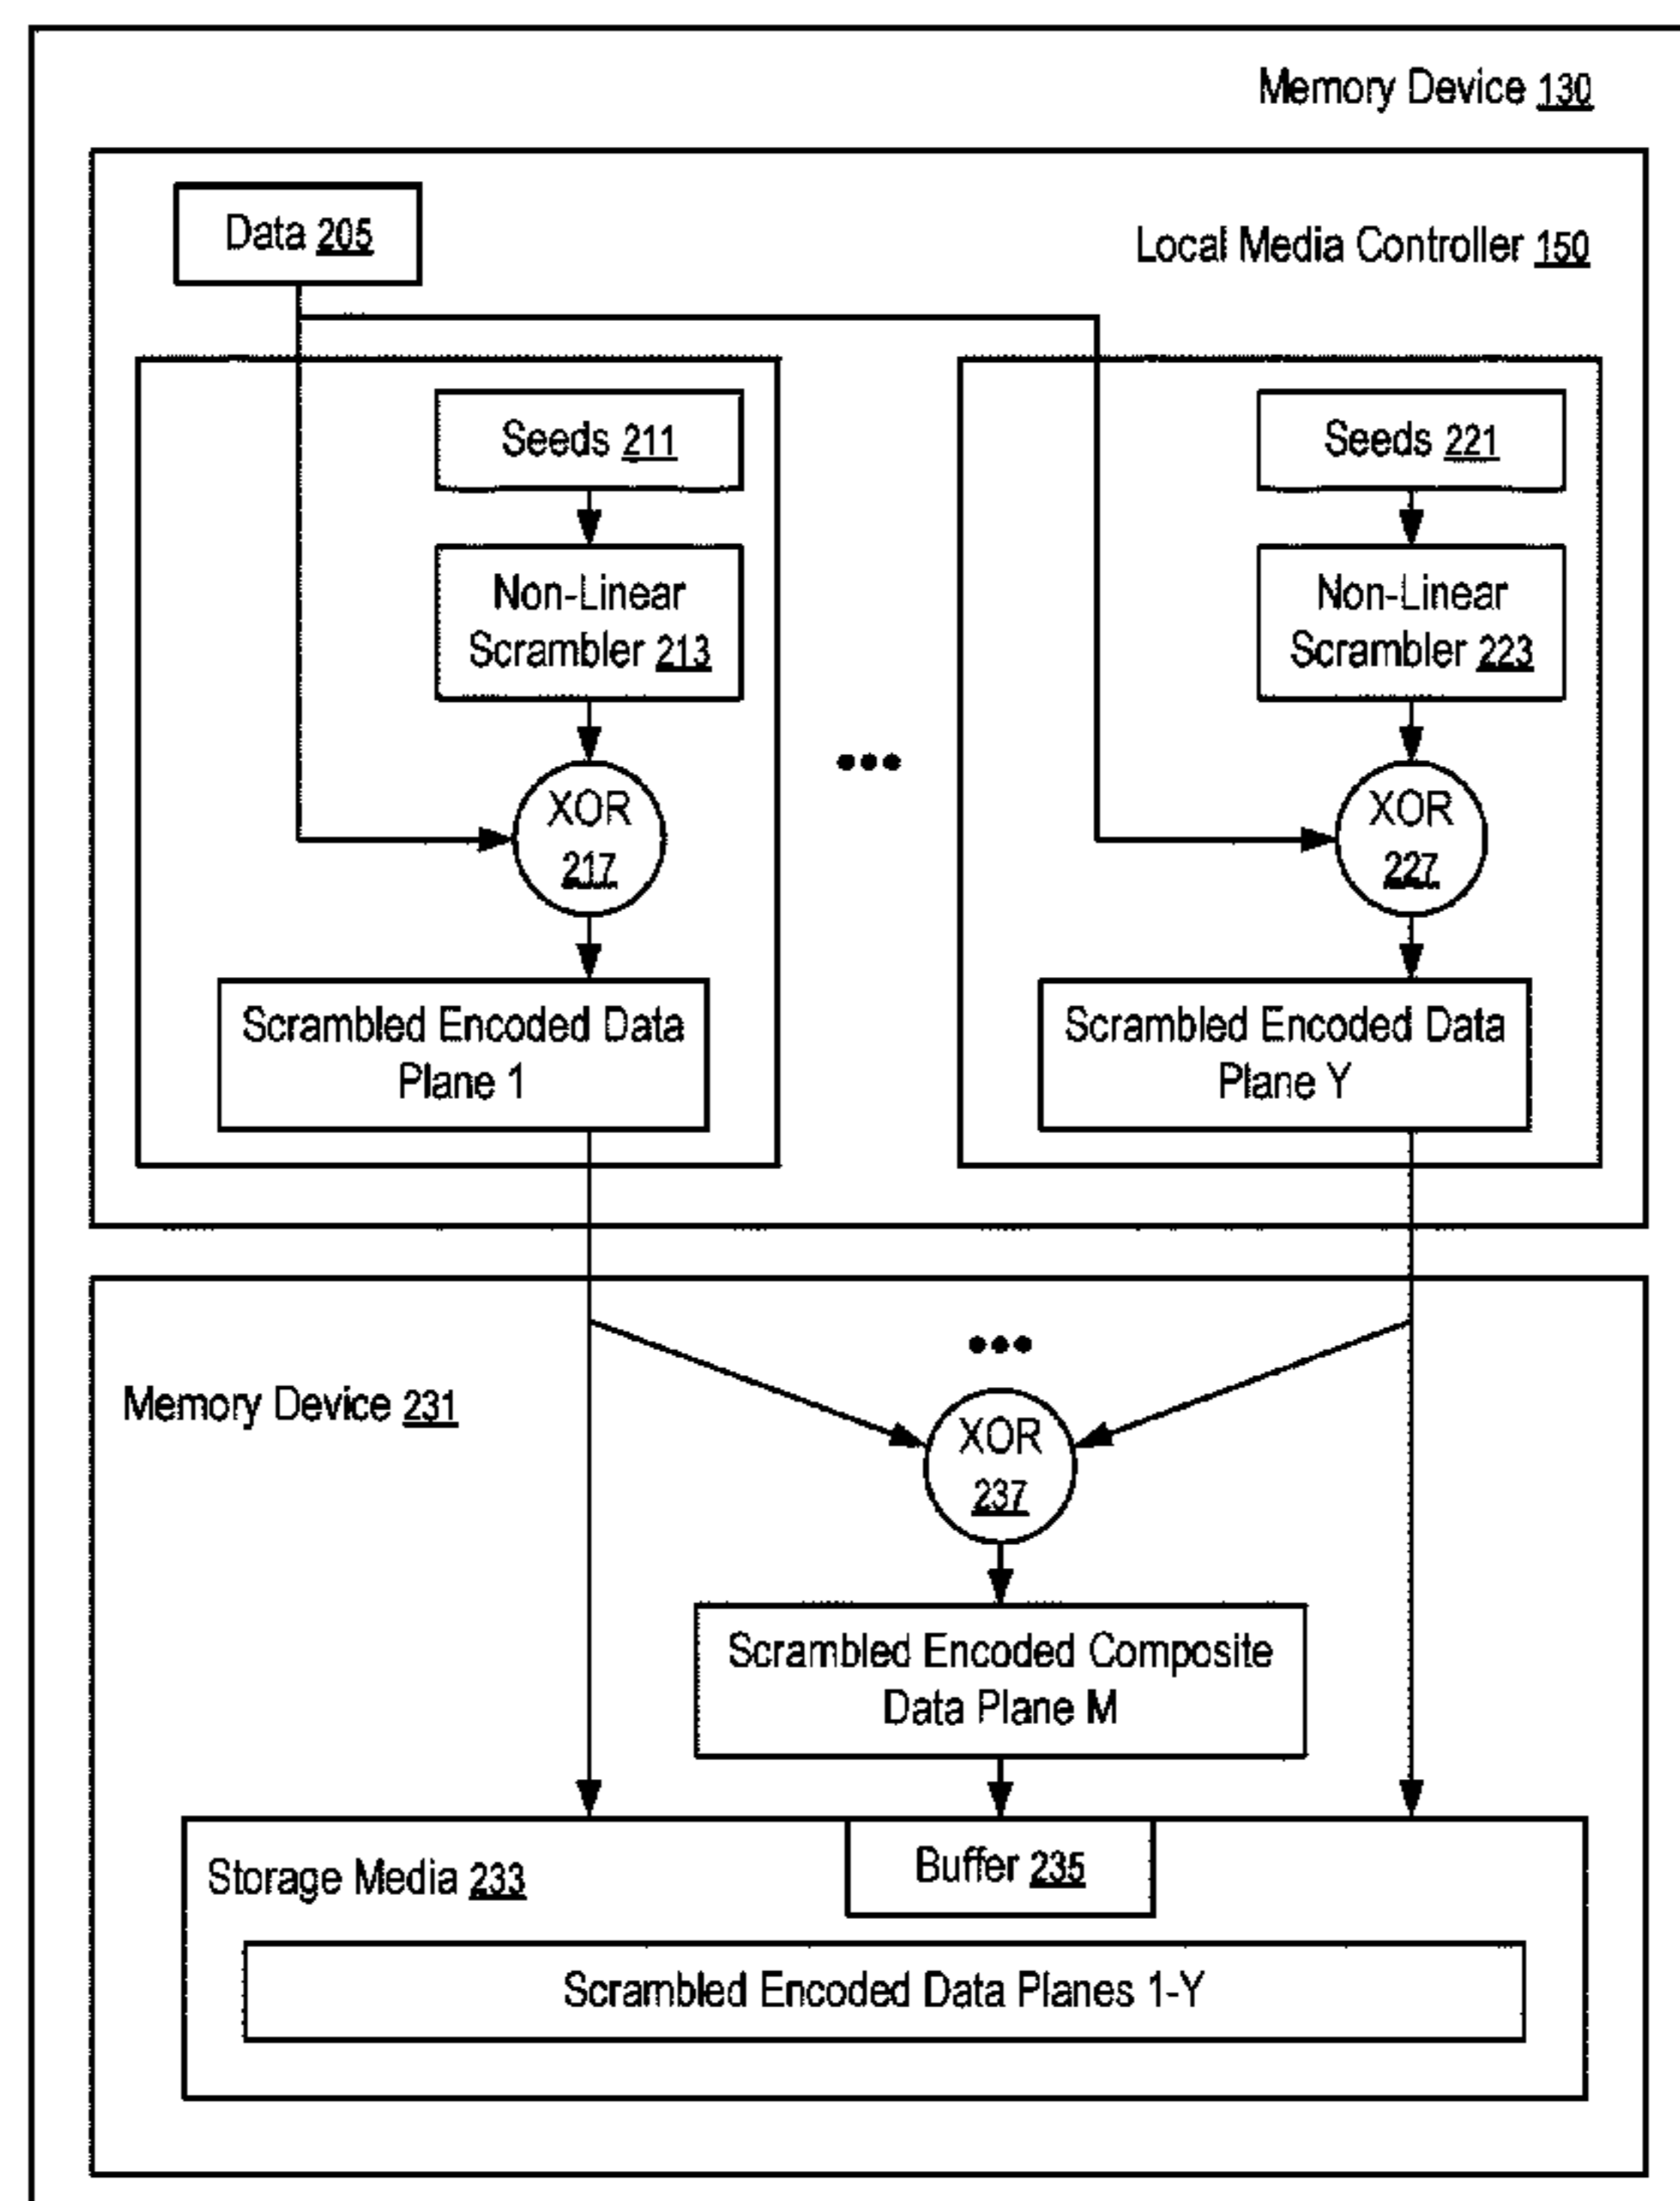 Memory Device 130
Data 205
Local Media Controller 150
Seeds 211
Non-Linear
Scrambler 213
XOR
217
Scrambled Encoded Data
Plane 1
Seeds 221
Non-Linear
Scrambler 223
XOR
227
Scrambled Encoded Data
Plane Y
Memory Device 231
XOR
237
Scrambled Encoded Composite
Data Plane M
Storage Media 233
Buffer 235
Scrambled Encoded Data Planes 1-Y